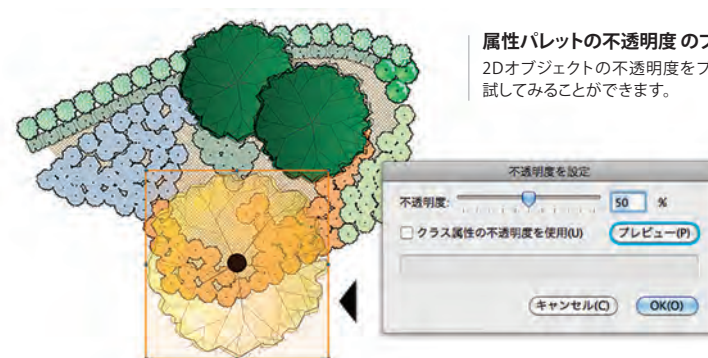 属性パレットの不透明度 のプ
2Dオブジェクトの不透明度をプ
試してみることができます。
不透明度を設定
不透明度: 50 %
クラス属性の不透明度を使用(U) プレビュー(P)
キャンセル(C) OK(O)